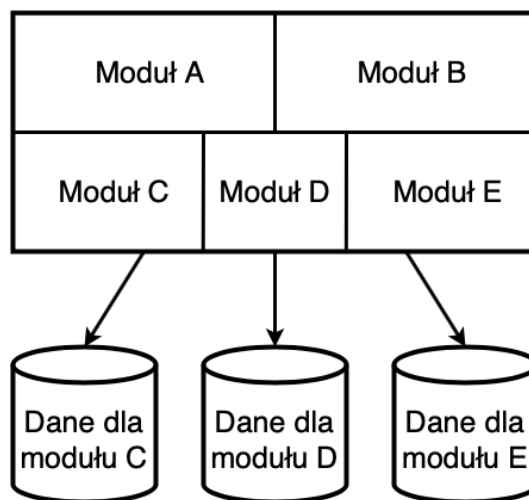 Moduł A
Moduł B
Moduł C
Moduł D
Moduł E
Dane dla
modułu C
Dane dla
modułu D
Dane dla
modułu E